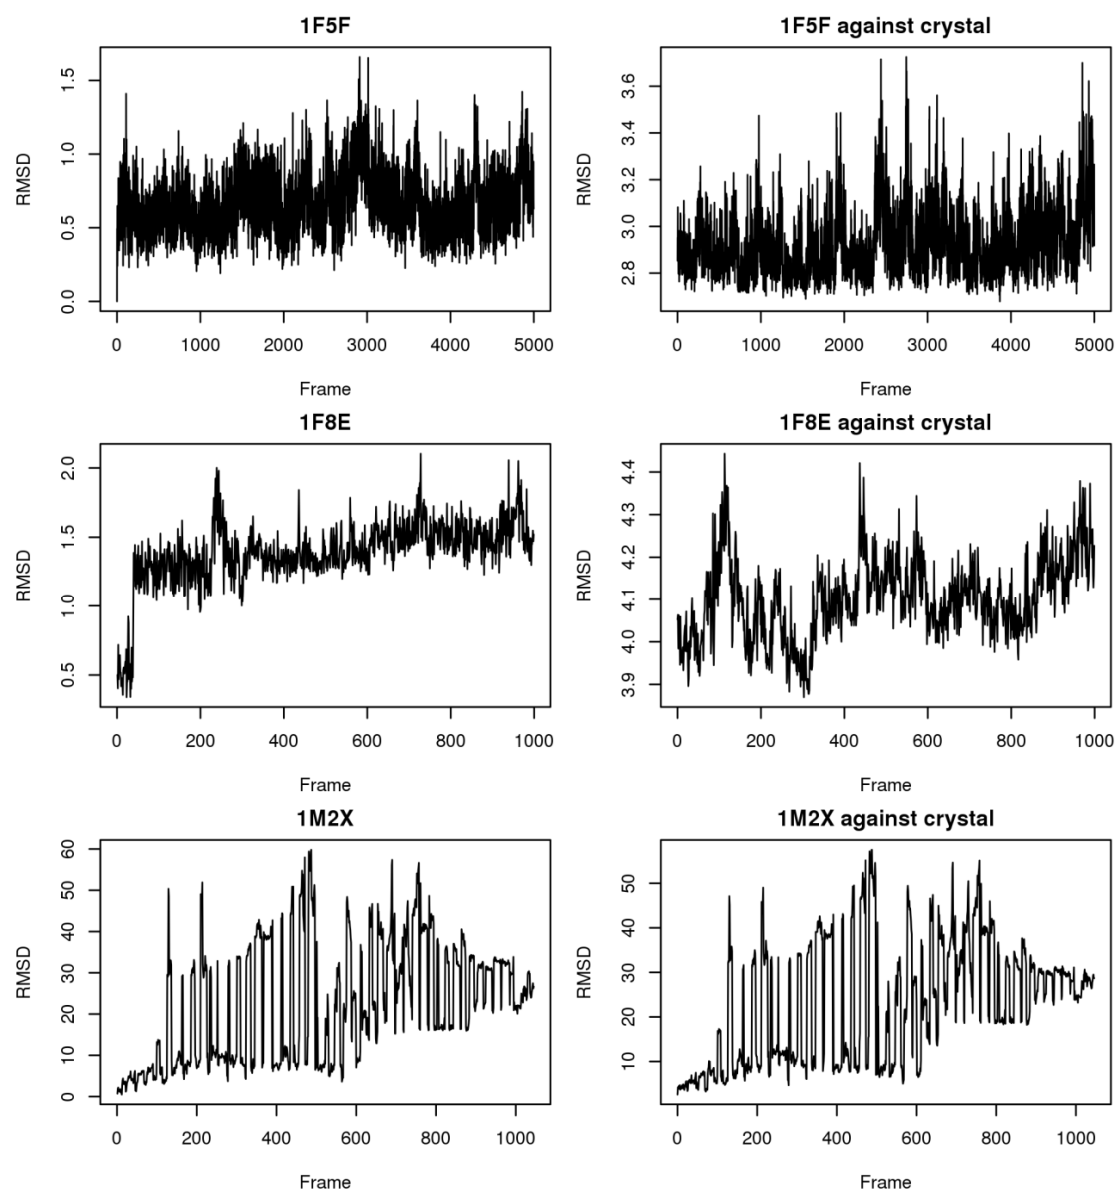 1F5F
1F5F against crystal
RMSD
0.0 0.5 1.0 1.5
0 1000 2000 3000 4000 5000
Frame
RMSD
2.8 3.0 3.2 3.4 3.6
0 1000 2000 3000 4000 5000
Frame
1F8E
1F8E against crystal
RMSD
0.5 1.0 1.5 2.0
0 200 400 600 800 1000
Frame
RMSD
3.9 4.0 4.1 4.2 4.3 4.4
0 200 400 600 800 1000
Frame
1M2X
1M2X against crystal
RMSD
0 10 20 30 40 50 60
0 200 400 600 800 1000
Frame
RMSD
10 20 30 40 50
0 200 400 600 800 1000
Frame